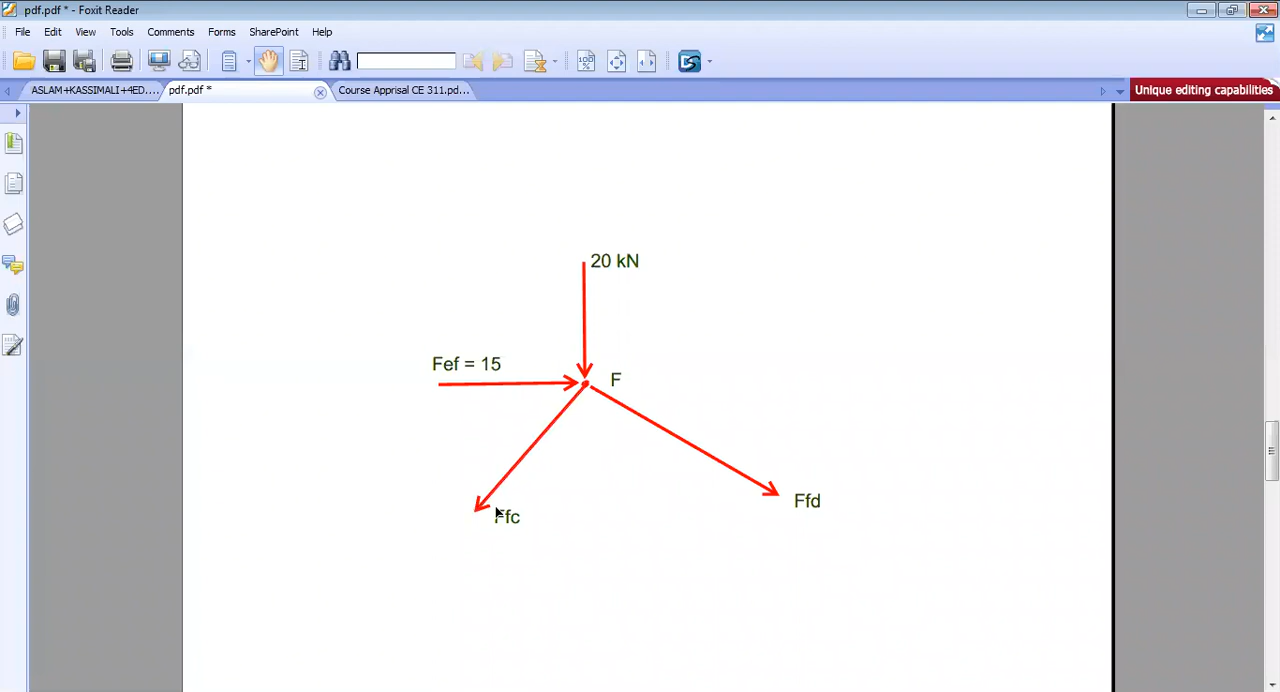 pdf.pdf * - Foxit Reader
File Edit View Tools Comments Forms SharePoint Help
ASLAM+KASSIMALI+4ED.... pdf.pdf * Course Apprisal CE 311.pd... Unique editing capabilities
20 kN
Fef = 15
F
Ffd
Ffc